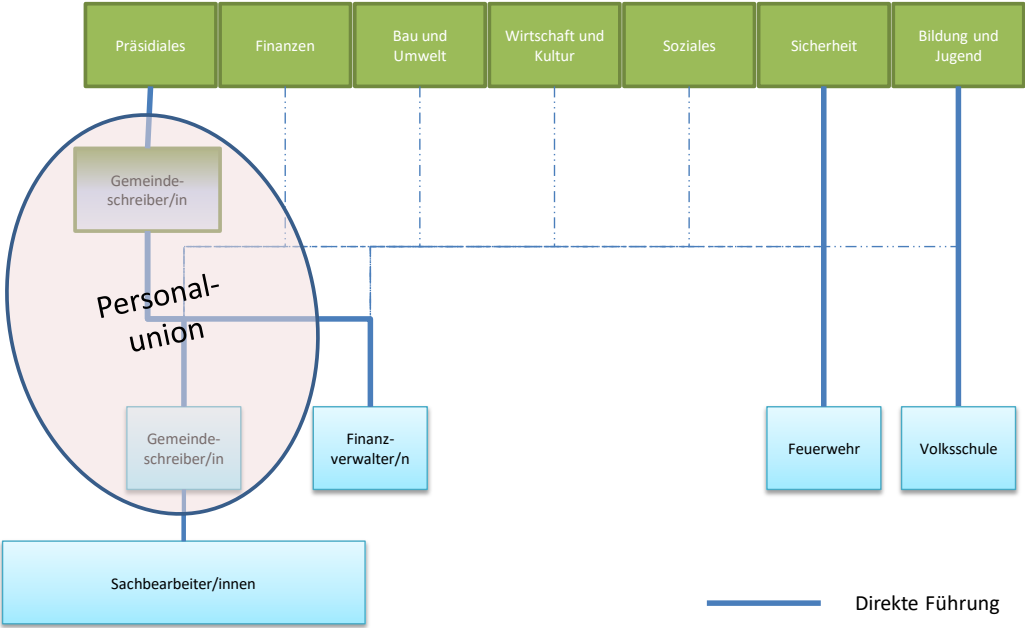 Präsidiales
Finanzen
Bau und
Umwelt
Wirtschaft und
Kultur
Soziales
Sicherheit
Bildung und
Jugend
Gemeinde-
schreiber/in
Personal-
union
Gemeinde-
schreiber/in
Finanz-
verwalter/n
Feuerwehr
Volksschule
Sachbearbeiter/innen
Direkte Führung